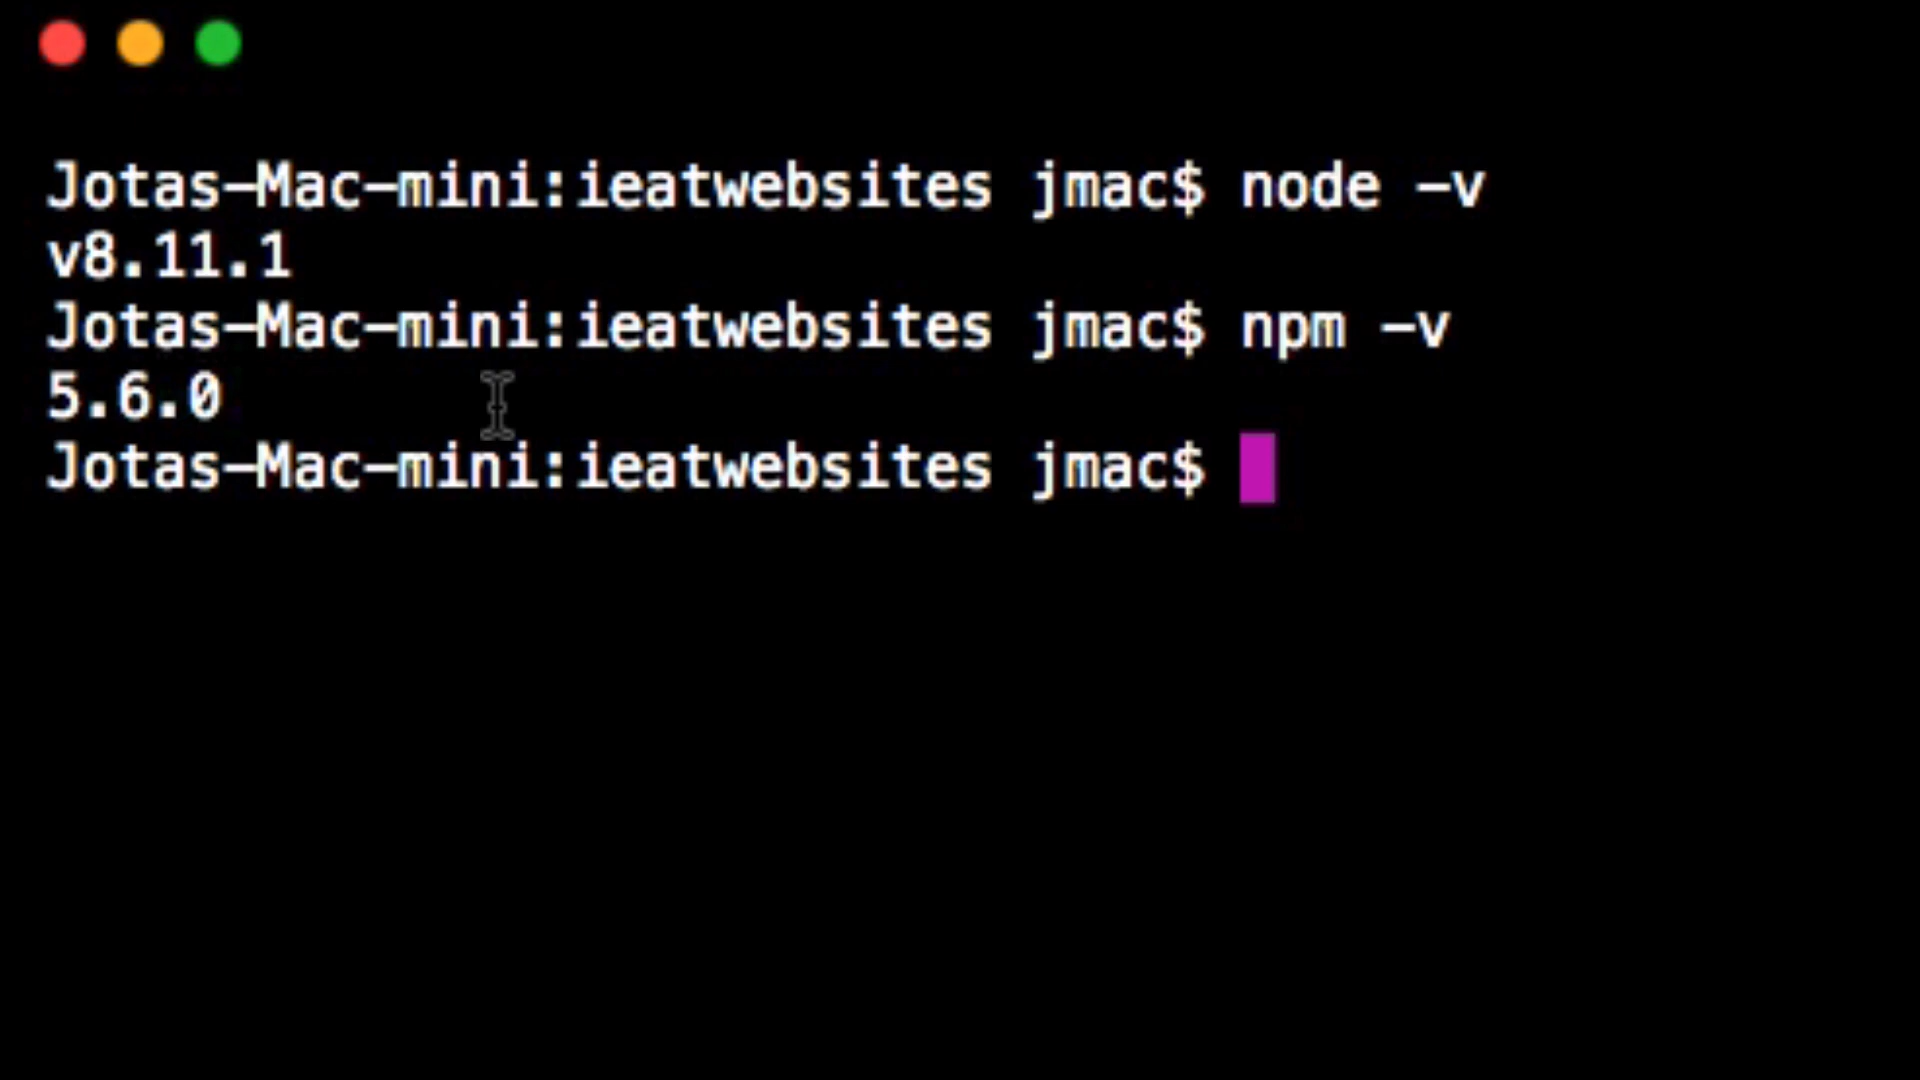 Jotas-Mac-mini:ieatwebsites jmac$ node -v
v8.11.1
Jotas-Mac-mini:ieatwebsites jmac$ npm -v
5.6.0
Jotas-Mac-mini:ieatwebsites jmac$